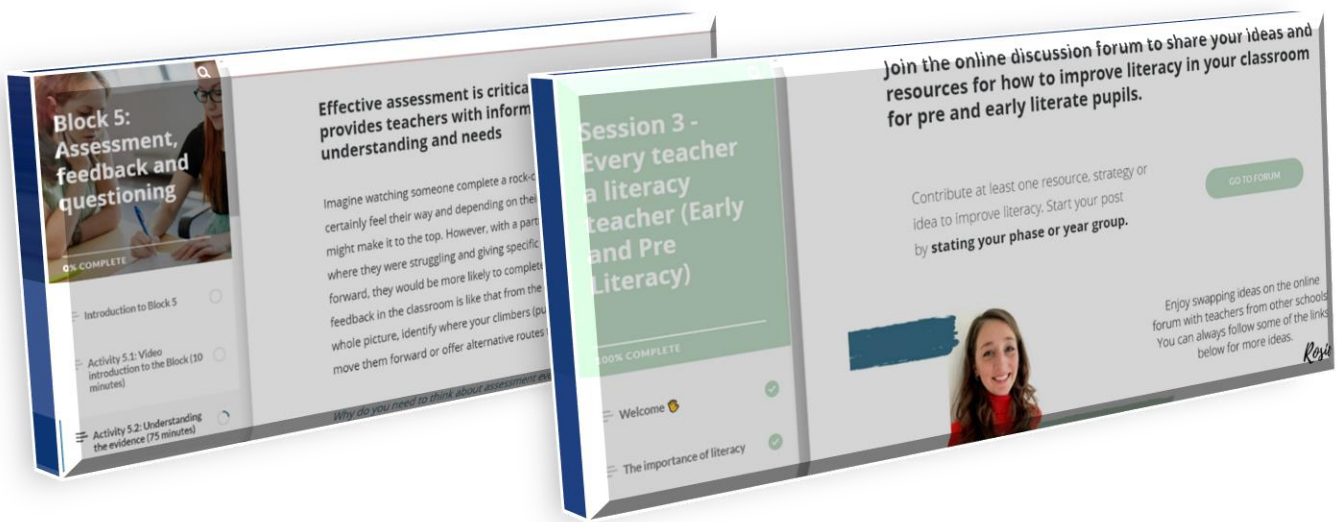 Block 5:
Assessment,
feedback and
questioning
0% COMPLETE
Introduction to Block 5
Activity 5.1: Video
introduction to the Block (10
minutes)
Activity 5.2: Understanding
the evidence (75 minutes)
Effective assessment is critica
provides teachers with inform
understanding and needs
Imagine watching someone complete a rock-c
certainly feel their way and depending on thei
might make it to the top. However, with a part
where they were struggling and giving specific
forward, they would be more likely to complete
feedback in the classroom is like that from the
whole picture, identify where your climbers (pu
move them forward or offer alternative routes
Why do you need to think about assessment eve
Session 3 -
Every teacher
a literacy
teacher (Early
and Pre
Literacy)
100% COMPLETE
Welcome 👋
The importance of literacy
Join the online discussion forum to share your ideas and
resources for how to improve literacy in your classroom
for pre and early literate pupils.
Contribute at least one resource, strategy or
idea to improve literacy. Start your post
by stating your phase or year group.
GO TO FORUM
Enjoy swapping ideas on the online
forum with teachers from other schools
You can always follow some of the links
below for more ideas.
Rosie